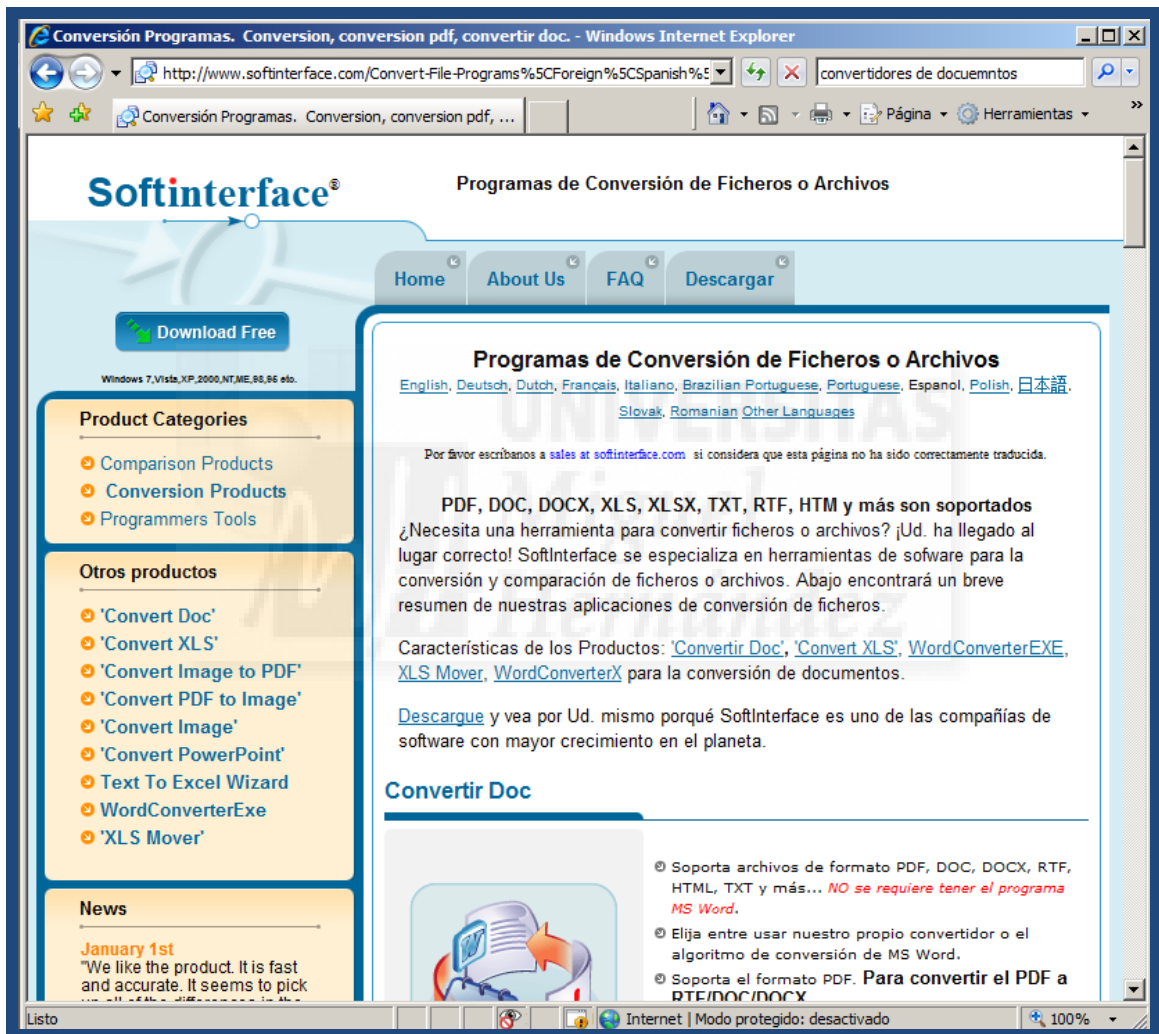 Conversión Programas.  Conversion, conversion pdf, convertir doc. - Windows Internet Explorer
http://www.softinterface.com/Convert-File-Programs%5CForeign%5CSpanish%5
convertidores de docuemntos
Conversión Programas.  Conversion, conversion pdf, ...
Página
Herramientas
»
Softinterface®
Programas de Conversión de Ficheros o Archivos
Home
About Us
FAQ
Descargar
Download Free
Windows 7,Vista,XP,2000,NT,ME,98,95 etc.
Product Categories
Comparison Products
Conversion Products
Programmers Tools
Otros productos
'Convert Doc'
'Convert XLS'
'Convert Image to PDF'
'Convert PDF to Image'
'Convert Image'
'Convert PowerPoint'
Text To Excel Wizard
WordConverterExe
'XLS Mover'
News
January 1st
"We like the product. It is fast
and accurate. It seems to pick
up all of the differences in the
Programas de Conversión de Ficheros o Archivos
English, Deutsch, Dutch, Français, Italiano, Brazilian Portuguese, Portuguese, Espanol, Polish, 日本語,
Slovak, Romanian Other Languages
Por favor escríbanos a sales at softinterface.com  si considera que esta página no ha sido correctamente traducida.
PDF, DOC, DOCX, XLS, XLSX, TXT, RTF, HTM y más son soportados
¿Necesita una herramienta para convertir ficheros o archivos? ¡Ud. ha llegado al
lugar correcto! SoftInterface se especializa en herramientas de sofware para la
conversión y comparación de ficheros o archivos. Abajo encontrará un breve
resumen de nuestras aplicaciones de conversión de ficheros.
Características de los Productos: 'Convertir Doc', 'Convert XLS', WordConverterEXE,
XLS Mover, WordConverterX para la conversión de documentos.
Descargue y vea por Ud. mismo porqué SoftInterface es uno de las compañías de
software con mayor crecimiento en el planeta.
Convertir Doc
Soporta archivos de formato PDF, DOC, DOCX, RTF,
HTML, TXT y más... NO se requiere tener el programa
MS Word.
Elija entre usar nuestro propio convertidor o el
algoritmo de conversión de MS Word.
Soporta el formato PDF. Para convertir el PDF a
RTF/DOC/DOCX
UNIVERSITAS
Miguel
Hernández
Listo
Internet | Modo protegido: desactivado
100%